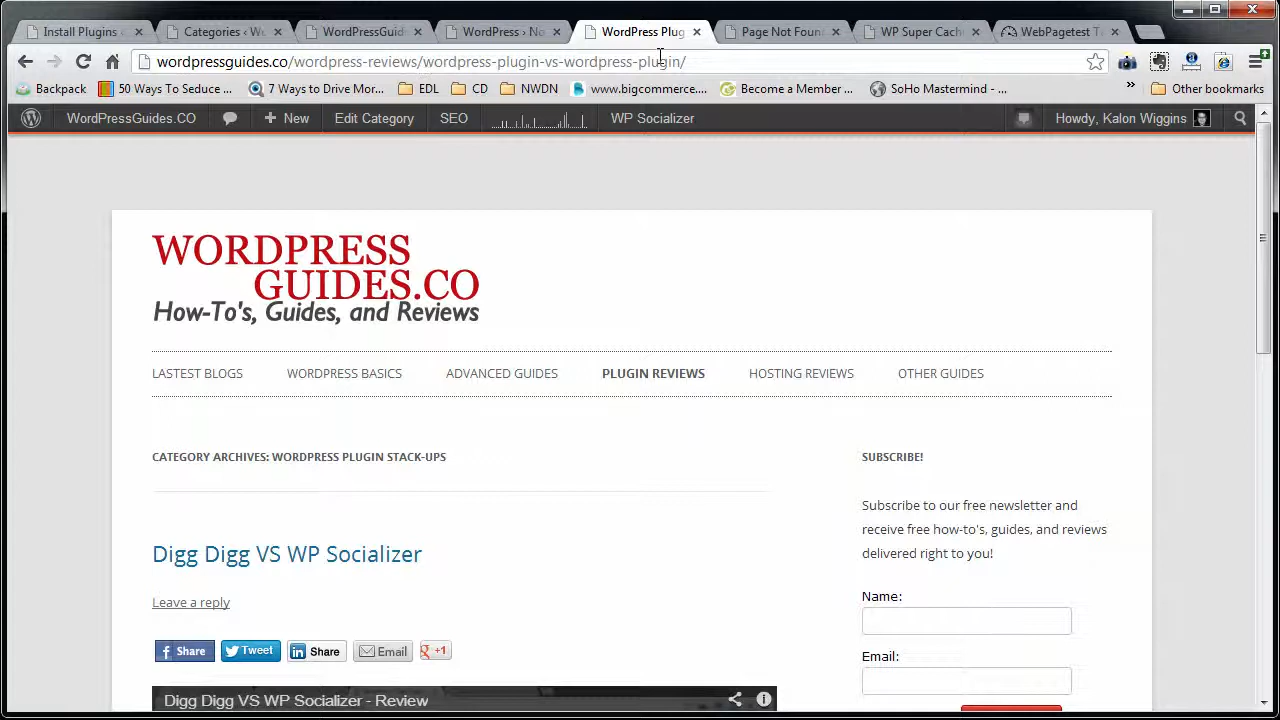 Install Plugins ‹
Categories ‹ W
WordPressGuid
WordPress › No
WordPress Plug
Page Not Foun
WP Super Cach
WebPagetest T
wordpressguides.co/wordpress-reviews/wordpress-plugin-vs-wordpress-plugin/
Backpack
50 Ways To Seduce ...
7 Ways to Drive Mor...
EDL
CD
NWDN
www.bigcommerce....
Become a Member ...
SoHo Mastermind - ...
»
Other bookmarks
WordPressGuides.CO
+ New
Edit Category
SEO
WP Socializer
Howdy, Kalon Wiggins
WORDPRESS
GUIDES.CO
How-To's, Guides, and Reviews
LASTEST BLOGS
WORDPRESS BASICS
ADVANCED GUIDES
PLUGIN REVIEWS
HOSTING REVIEWS
OTHER GUIDES
CATEGORY ARCHIVES: WORDPRESS PLUGIN STACK-UPS
Digg Digg VS WP Socializer
Leave a reply
Share
Tweet
Share
Email
+1
Digg Digg VS WP Socializer - Review
SUBSCRIBE!
Subscribe to our free newsletter and
receive free how-to's, guides, and reviews
delivered right to you!
Name:
Email: